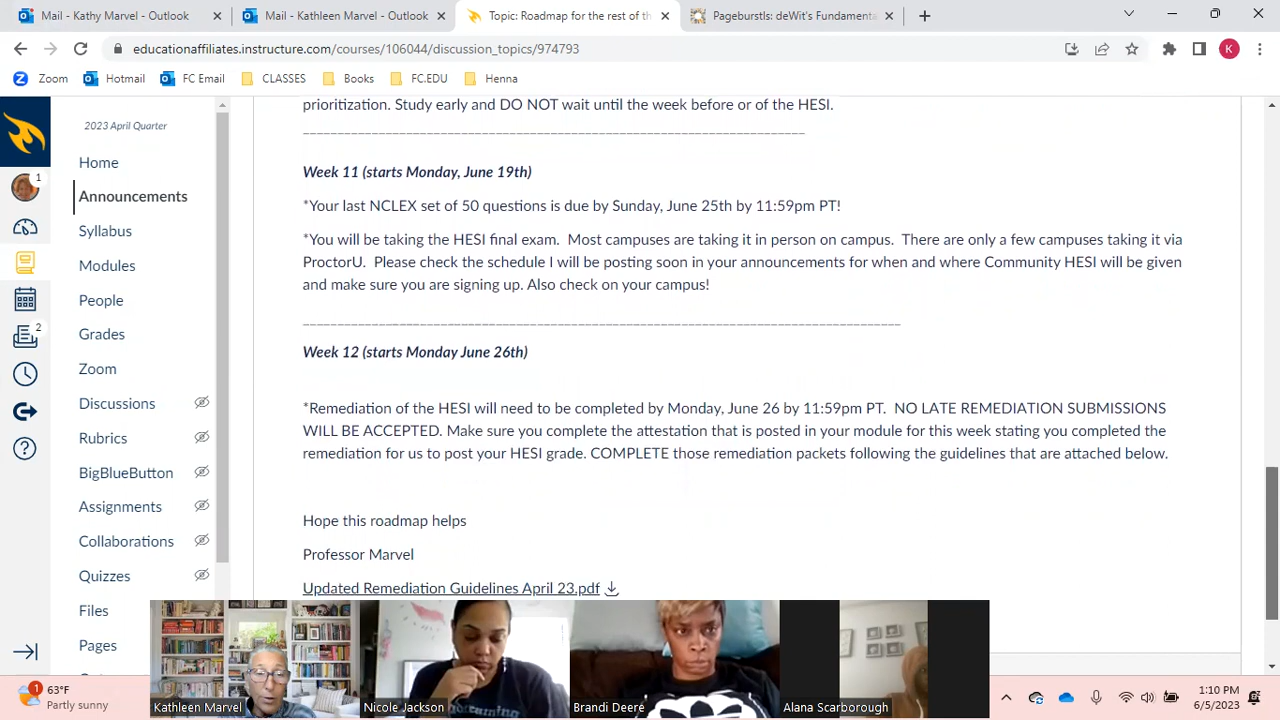 Mail - Kathleen Marvel - Outlook
Mail - Kathleen Marvel - Outlook
Topic: Roadmap for the rest of th
Pageburstls: deWit's Fundamenta
educationaffiliates.instructure.com/courses/106044/discussion_topics/974793
K
Zoom
Hotmail
FC Email
CLASSES
Books
FC.EDU
Henna
1
2
2023 April Quarter
Home
Announcements
Syllabus
Modules
People
Grades
Zoom
Discussions
Rubrics
BigBlueButton
Assignments
Collaborations
Quizzes
Files
Pages
prioritization. Study early and DO NOT wait until the week before or of the HESI.
Week 11 (starts Monday, June 19th)
*Your last NCLEX set of 50 questions is due by Sunday, June 25th by 11:59pm PT!
*You will be taking the HESI final exam. Most campuses are taking it in person on campus. There are only a few campuses taking it via
ProctorU. Please check the schedule I will be posting soon in your announcements for when and where Community HESI will be given
and make sure you are signing up. Also check on your campus!
Week 12 (starts Monday June 26th)
*Remediation of the HESI will need to be completed by Monday, June 26 by 11:59pm PT. NO LATE REMEDIATION SUBMISSIONS
WILL BE ACCEPTED. Make sure you complete the attestation that is posted in your module for this week stating you completed the
remediation for us to post your HESI grade. COMPLETE those remediation packets following the guidelines that are attached below.
Hope this roadmap helps
Professor Marvel
Updated Remediation Guidelines April 23.pdf
Kathleen Marvel
Nicole Jackson
Brandi Deere
Alana Scarborough
1
63°F
Partly sunny
1:10 PM
6/5/2023